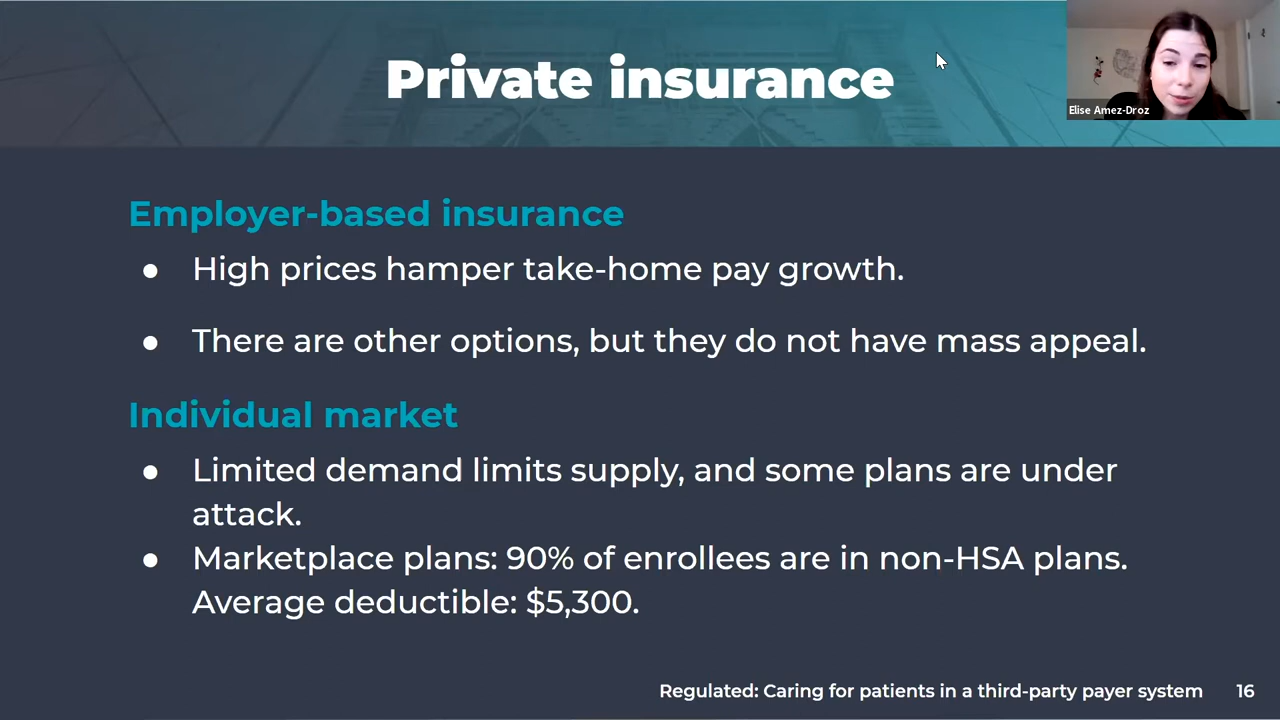 Private insurance
Elise Amez-Droz
Employer-based insurance
● High prices hamper take-home pay growth.
● There are other options, but they do not have mass appeal.
Individual market
● Limited demand limits supply, and some plans are under
attack.
● Marketplace plans: 90% of enrollees are in non-HSA plans.
Average deductible: $5,300.
Regulated: Caring for patients in a third-party payer system 16